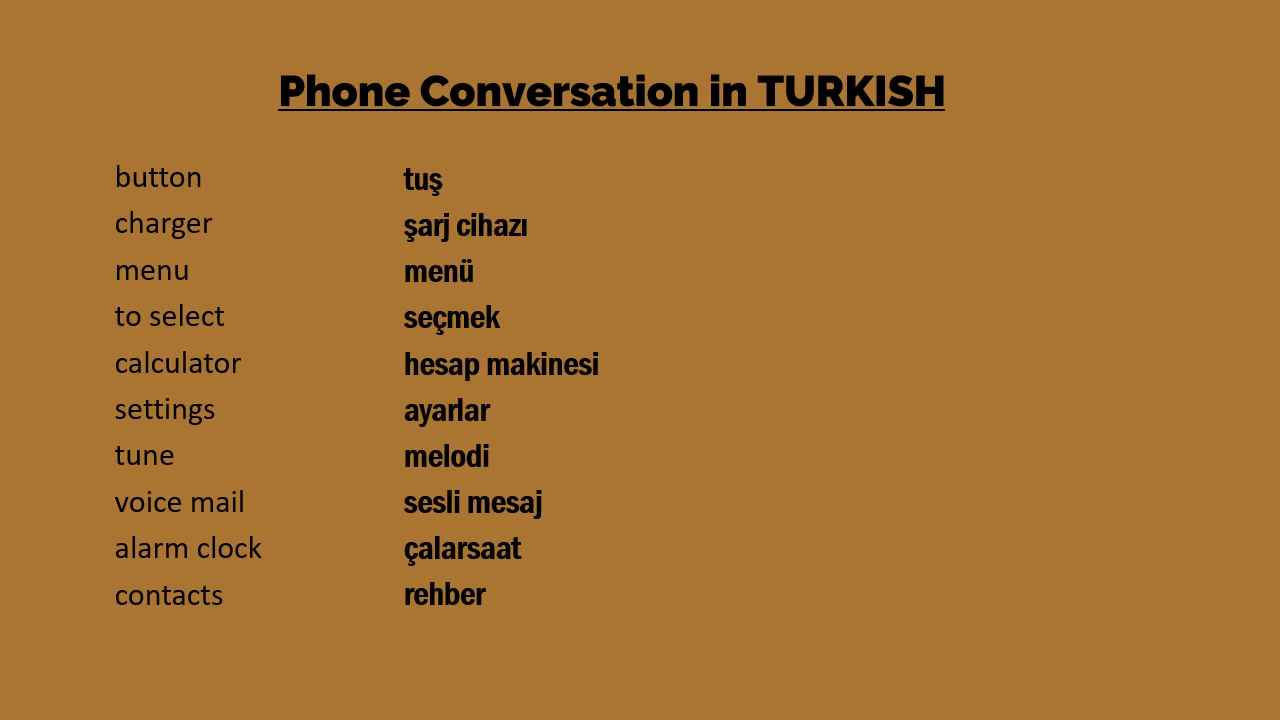 Phone Conversation in TURKISH
button tuş
charger şarj cihazı
menu menü
to select seçmek
calculator hesap makinesi
settings ayarlar
tune melodi
voice mail sesli mesaj
alarm clock çalarsaat
contacts rehber